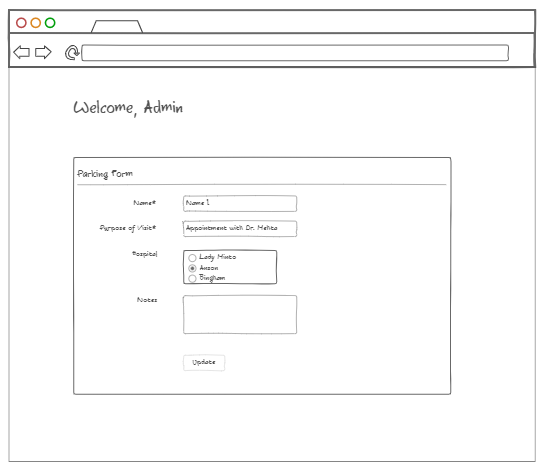 Welcome, Admin
Parking Form
Name*
Name 1
Purpose of Visit*
Appointment with Dr. Mehta
Hospital
Lady Minto
Anson
Bingham
Notes
Update